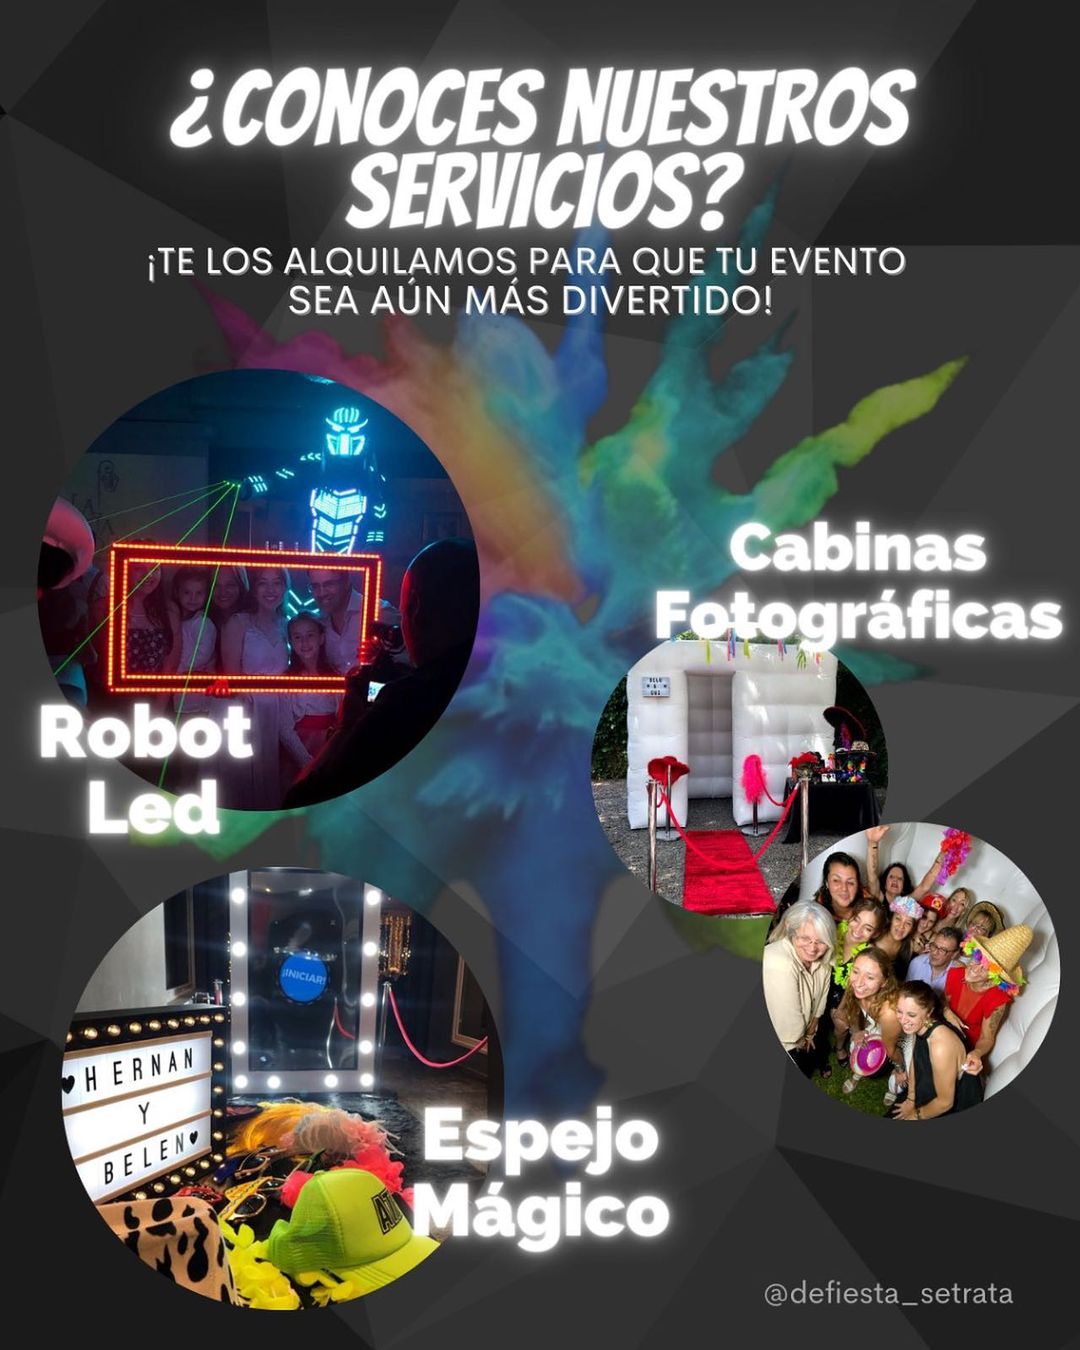 ¿CONOCES NUESTROS
SERVICIOS?
¡TE LOS ALQUILAMOS PARA QUE TU EVENTO
SEA AÚN MÁS DIVERTIDO!
Cabinas
Fotográficas
Robot
Led
¡INICIAR!
HERNAN
Y
BELEN
Espejo
Mágico
@defiesta_setrata